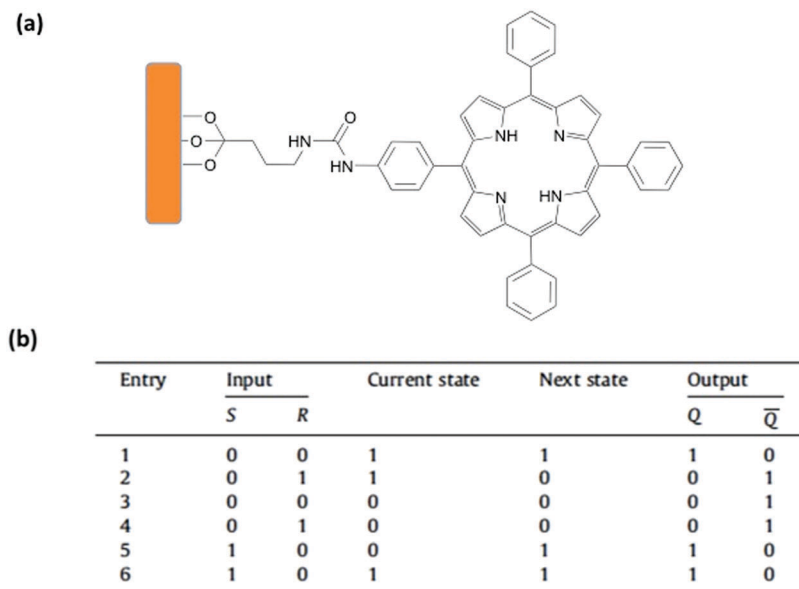 (a)
O
O
O
HN
O
NH
NH
N
N
HN
(b)
Entry Input Current state Next state Output
S R Q Q̅
1 0 0 1 1 1 0
2 0 1 1 0 0 1
3 0 0 0 0 0 1
4 0 1 0 0 0 1
5 1 0 0 1 1 0
6 1 0 1 1 1 0